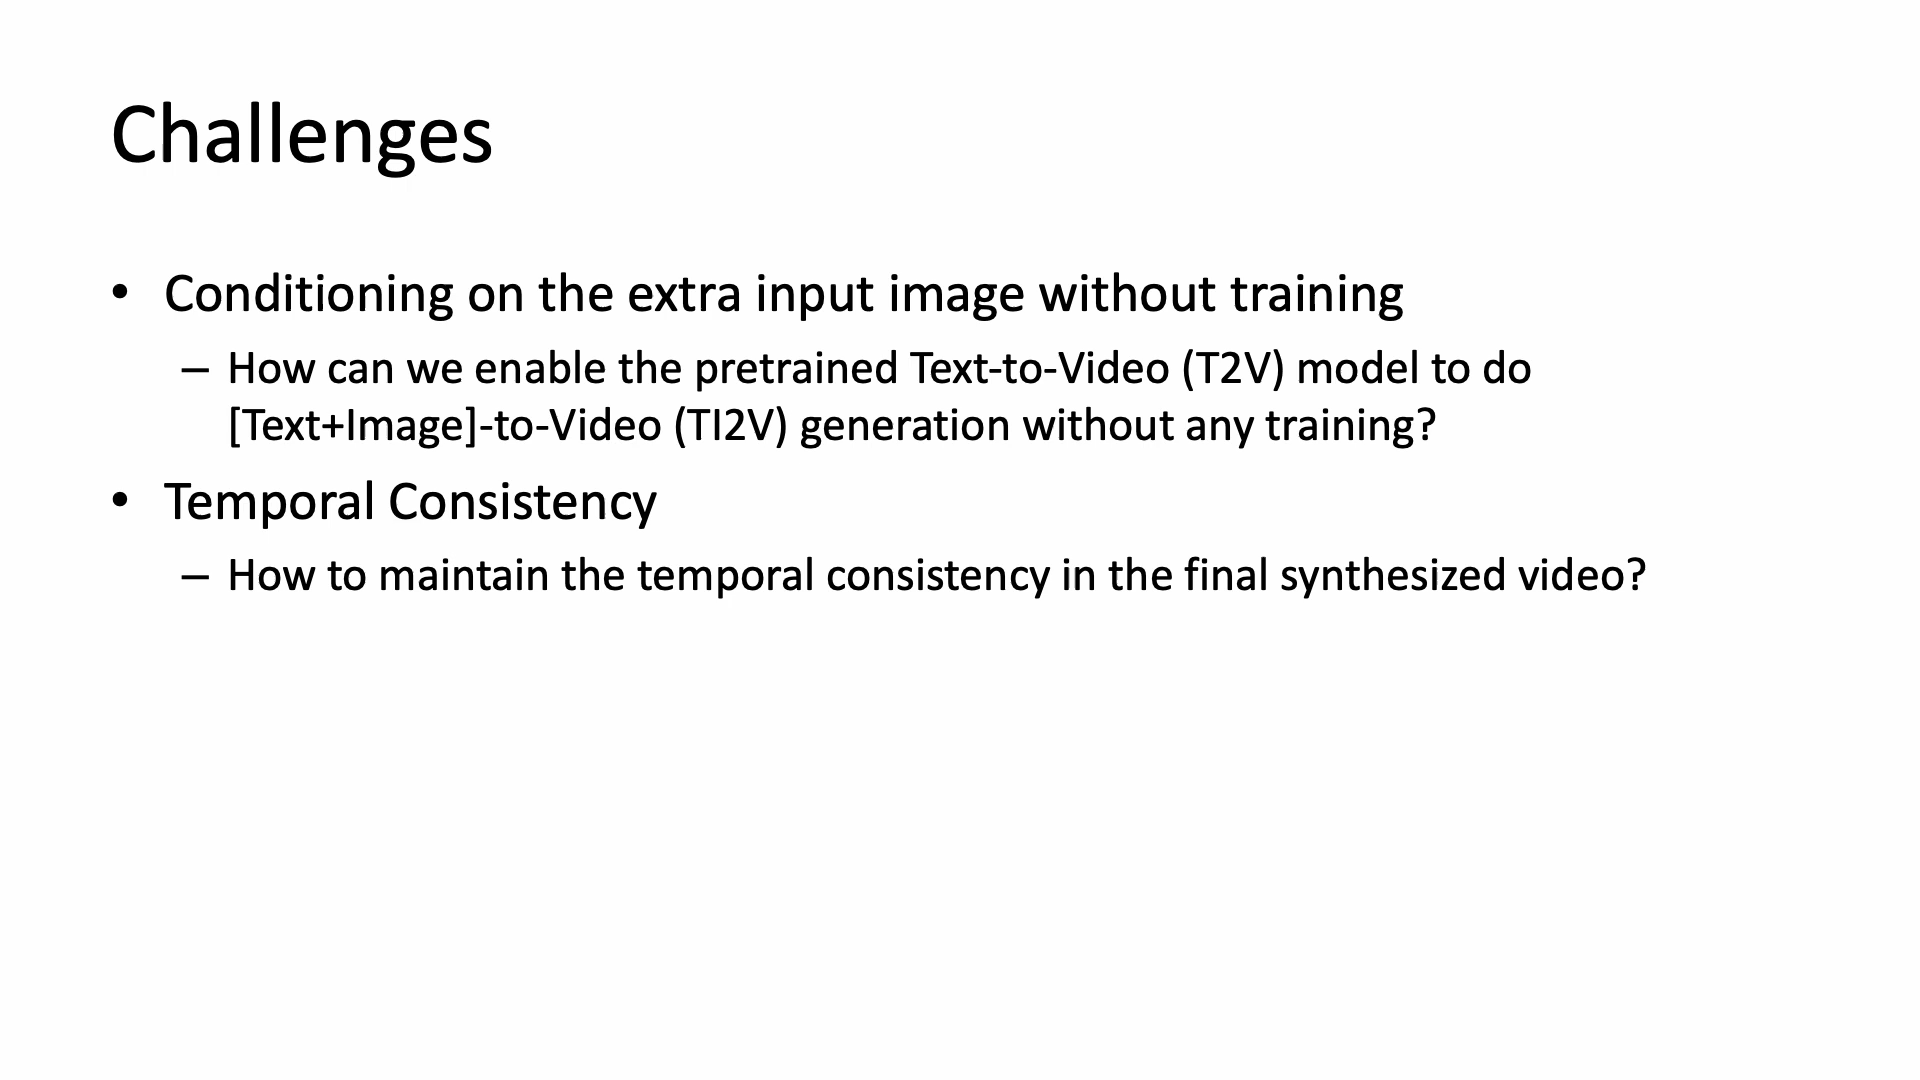 Challenges
• Conditioning on the extra input image without training
– How can we enable the pretrained Text-to-Video (T2V) model to do
[Text+Image]-to-Video (TI2V) generation without any training?
• Temporal Consistency
– How to maintain the temporal consistency in the final synthesized video?